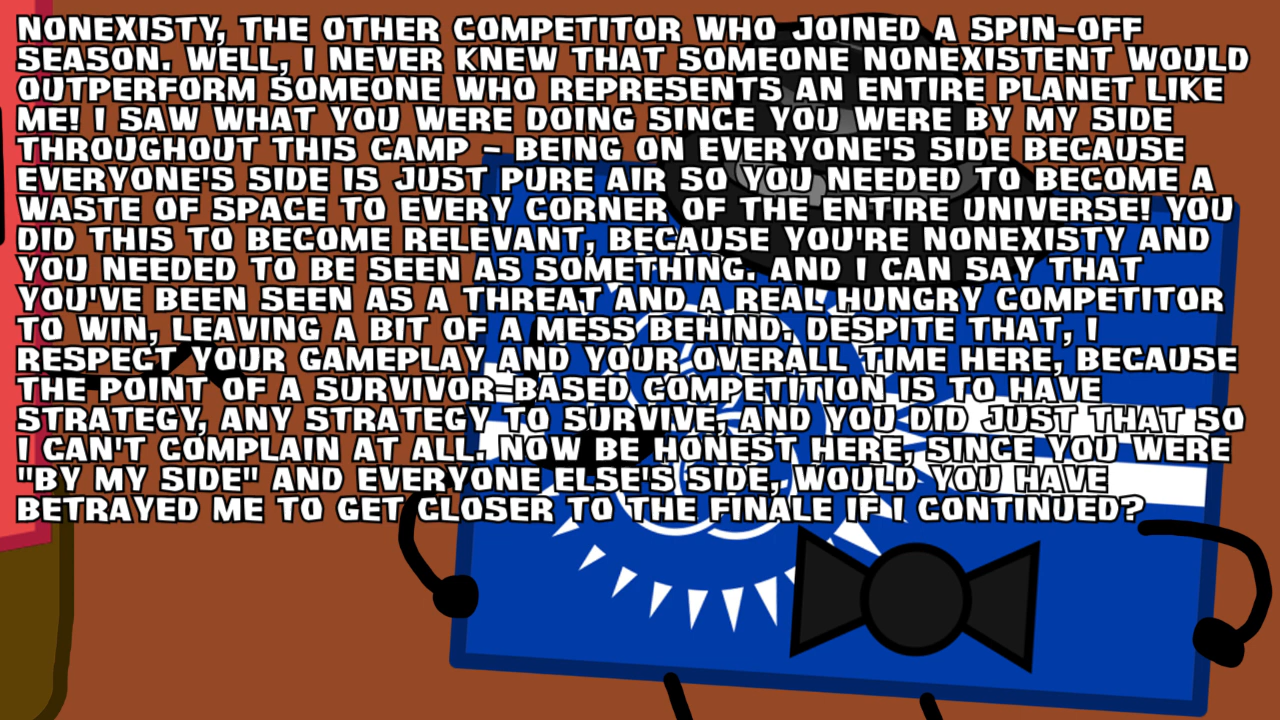 NONEXISTY, THE OTHER COMPETITOR WHO JOINED A SPIN-OFF
SEASON. WELL, I NEVER KNEW THAT SOMEONE NONEXISTENT WOULD
OUTPERFORM SOMEONE WHO REPRESENTS AN ENTIRE PLANET LIKE
ME! I SAW WHAT YOU WERE DOING SINCE YOU WERE BY MY SIDE
THROUGHOUT THIS CAMP - BEING ON EVERYONE'S SIDE BECAUSE
EVERYONE'S SIDE IS JUST PURE AIR SO YOU NEEDED TO BECOME A
WASTE OF SPACE TO EVERY CORNER OF THE ENTIRE UNIVERSE! YOU
DID THIS TO BECOME RELEVANT, BECAUSE YOU'RE NONEXISTY AND
YOU NEEDED TO BE SEEN AS SOMETHING. AND I CAN SAY THAT
YOU'VE BEEN SEEN AS A THREAT AND A REAL HUNGRY COMPETITOR
TO WIN, LEAVING A BIT OF A MESS BEHIND. DESPITE THAT, I
RESPECT YOUR GAMEPLAY AND YOUR OVERALL TIME HERE, BECAUSE
THE POINT OF A SURVIVOR-BASED COMPETITION IS TO HAVE
STRATEGY, ANY STRATEGY TO SURVIVE, AND YOU DID JUST THAT SO
I CAN'T COMPLAIN AT ALL. NOW BE HONEST HERE, SINCE YOU WERE
"BY MY SIDE" AND EVERYONE ELSE'S SIDE, WOULD YOU HAVE
BETRAYED ME TO GET CLOSER TO THE FINALE IF I CONTINUED?